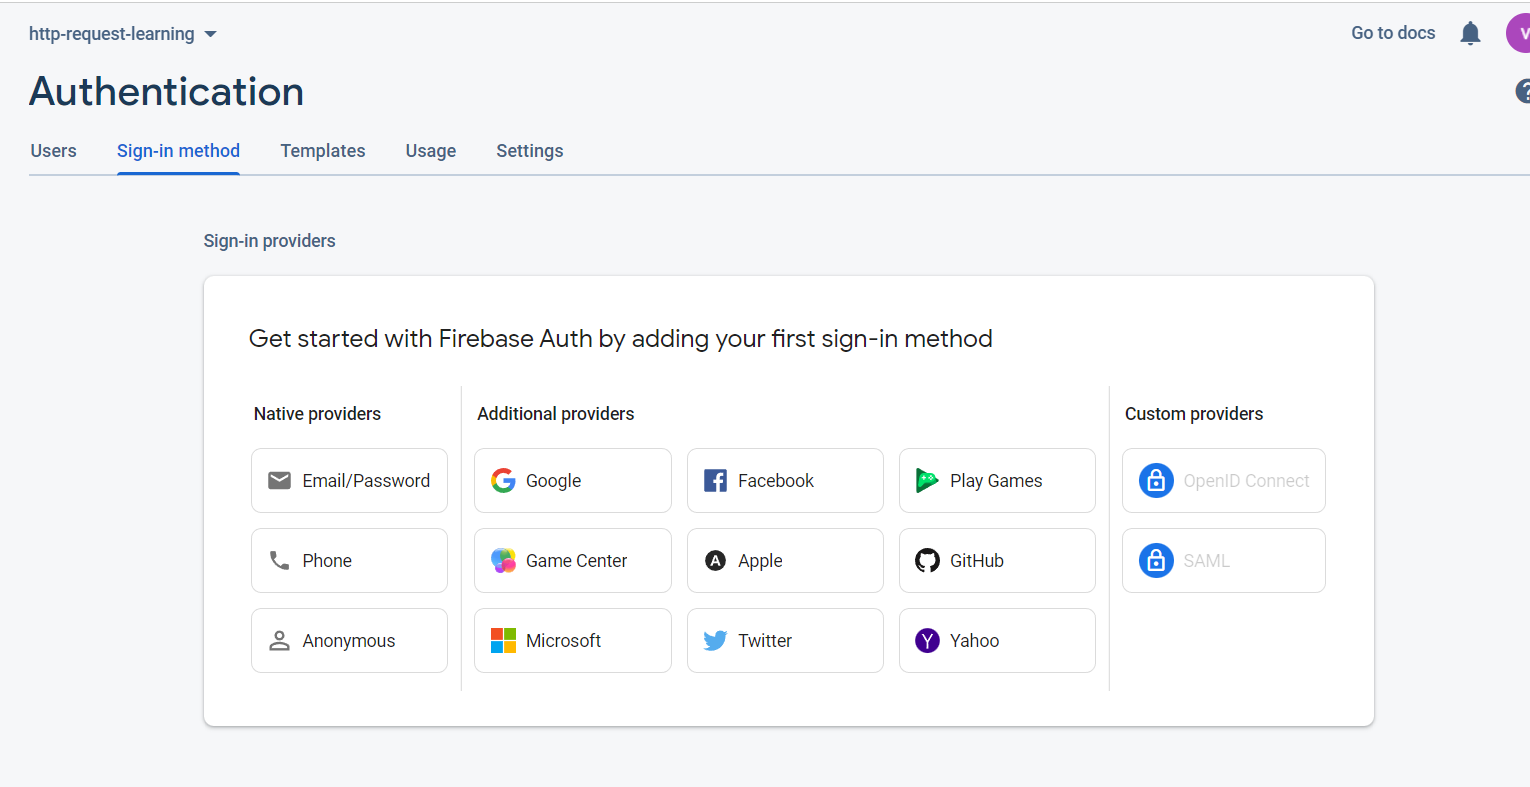 http-request-learning
Go to docs
V
Authentication
?
Users Sign-in method Templates Usage Settings
Sign-in providers
Get started with Firebase Auth by adding your first sign-in method
Native providers Additional providers Custom providers
Email/Password Google Facebook Play Games OpenID Connect
Phone Game Center Apple GitHub SAML
Anonymous Microsoft Twitter Yahoo